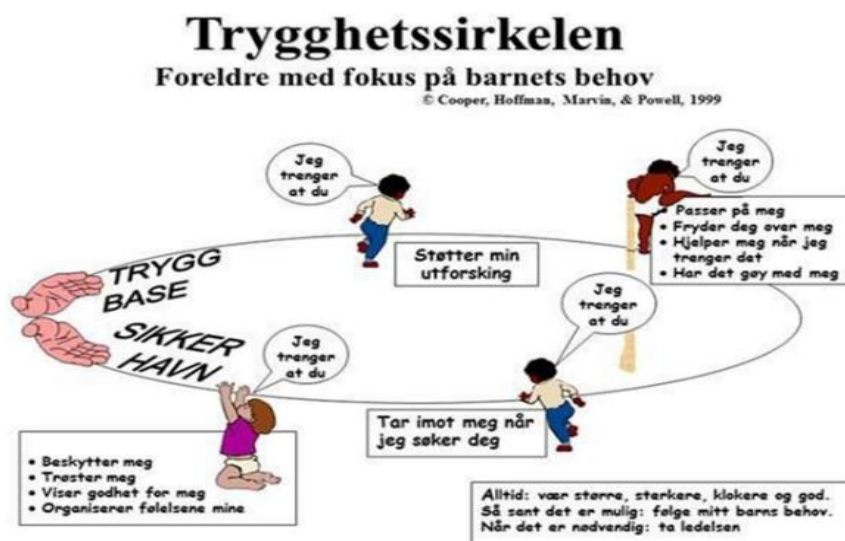 Trygghetssirkelen
Foreldre med fokus på barnets behov
© Cooper, Hoffman, Marvin, & Powell, 1999
Jeg
trenger
at du
Støtter min
utforsking
Jeg
trenger
at du
• Passer på meg
• Fryder deg over meg
• Hjelper meg når jeg
trenger det
• Har det gøy med meg
TRYGG
BASE
SIKKER
HAVN
Jeg
trenger
at du
Tar imot meg når
jeg søker deg
Jeg
trenger
at du
• Beskytter meg
• Trøster meg
• Viser godhet for meg
• Organiserer følelsene mine
Alltid: vær større, sterkere, klokere og god.
Så sant det er mulig: følge mitt barns behov.
Når det er nødvendig: ta ledelsen